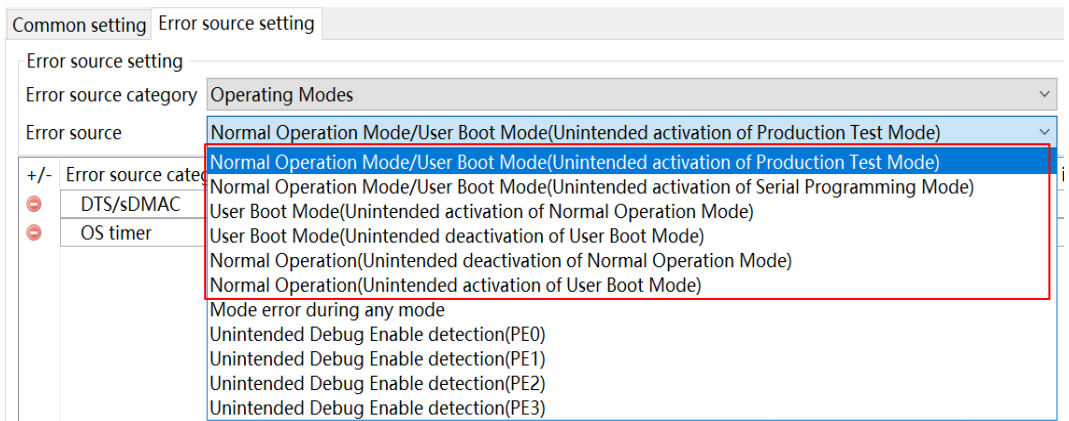 Common setting Error source setting
Error source setting
Error source category Operating Modes
Error source Normal Operation Mode/User Boot Mode(Unintended activation of Production Test Mode)
Normal Operation Mode/User Boot Mode(Unintended activation of Production Test Mode)
+/- Error source categ
Normal Operation Mode/User Boot Mode(Unintended activation of Serial Programming Mode)
DTS/sDMAC
User Boot Mode(Unintended activation of Normal Operation Mode)
OS timer
User Boot Mode(Unintended deactivation of User Boot Mode)
Normal Operation(Unintended deactivation of Normal Operation Mode)
Normal Operation(Unintended activation of User Boot Mode)
Mode error during any mode
Unintended Debug Enable detection(PE0)
Unintended Debug Enable detection(PE1)
Unintended Debug Enable detection(PE2)
Unintended Debug Enable detection(PE3)